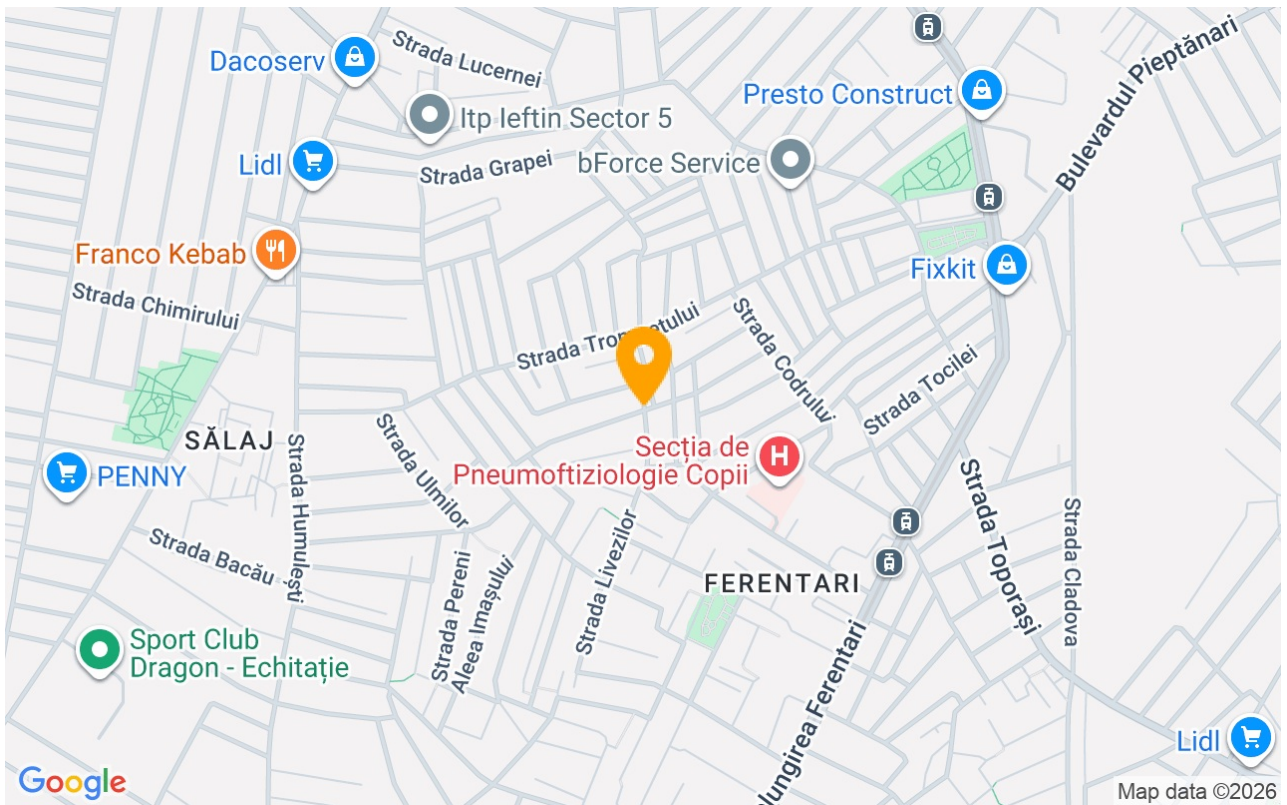 Strada Lucernei
Dacoserv
Bulevardul Pieptănari
Presto Construct
Itp Ieftin Sector 5
Lidl
Strada Grapei
bForce Service
Franco Kebab
Fixkit
Strada Chimirului
Strada
Strada Codrului
Strada Tocilei
SĂLAJ
Strada Ulmilor
Secția de
Pneumoftiziologie Copii
H
PENNY
Strada Humulești
Strada Toporași
Strada Cladova
Strada Bacău
Strada Pereni
Aleea Imașului
Strada Livezilor
FERENTARI
Sport Club
Dragon - Echitație
lungirea Ferentari
Lidl
Google
Map data ©2026